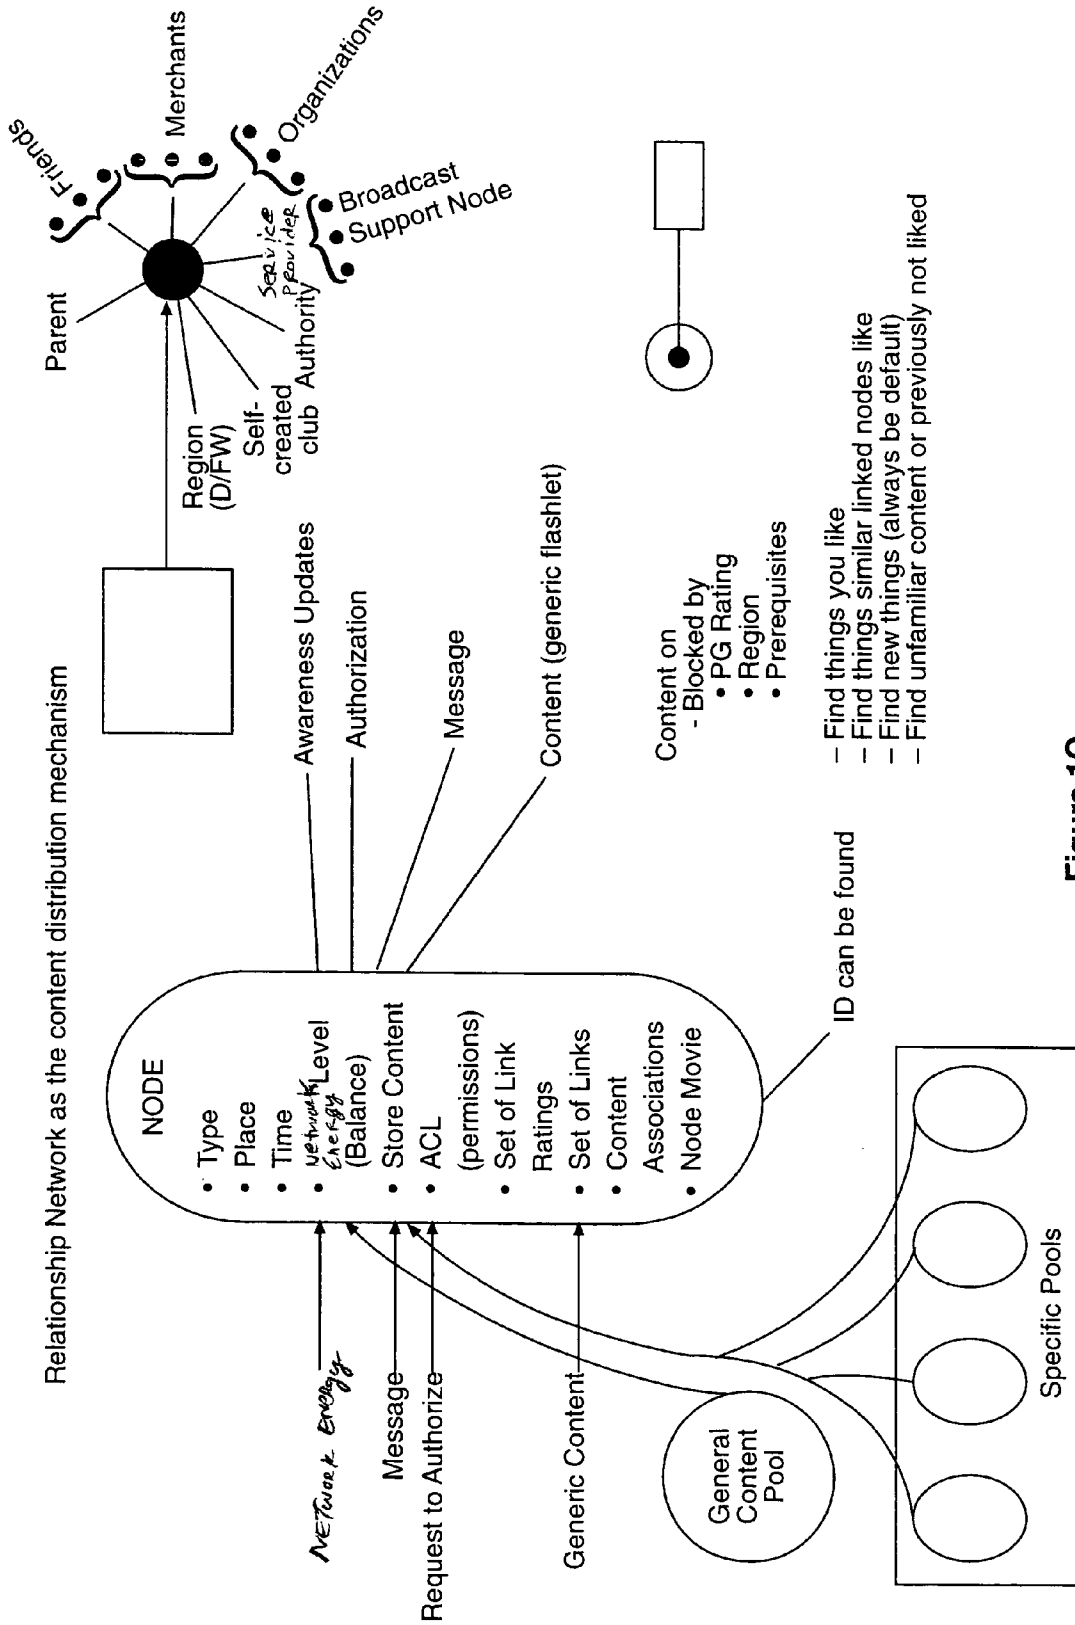 Relationship Network as the content distribution mechanism
NETWORK ENERGY
Message
Request to Authorize
Generic Content
General
Content
Pool
Specific Pools
NODE
• Type
• Place
• Time
• Network Level
Energy
(Balance)
• Store Content
• ACL
(permissions)
• Set of Link
Ratings
• Set of Links
• Content
Associations
• Node Movie
ID can be found
Awareness Updates
Authorization
Message
Content (generic flashlet)
Parent
Friends
Merchants
Organizations
Broadcast
Support Node
Service
Provider
Authority
Self-
created
club
Region
(D/FW)
Content on
- Blocked by
• PG Rating
• Region
• Prerequisites
– Find things you like
– Find things similar linked nodes like
– Find new things (always be default)
– Find unfamiliar content or previously not liked